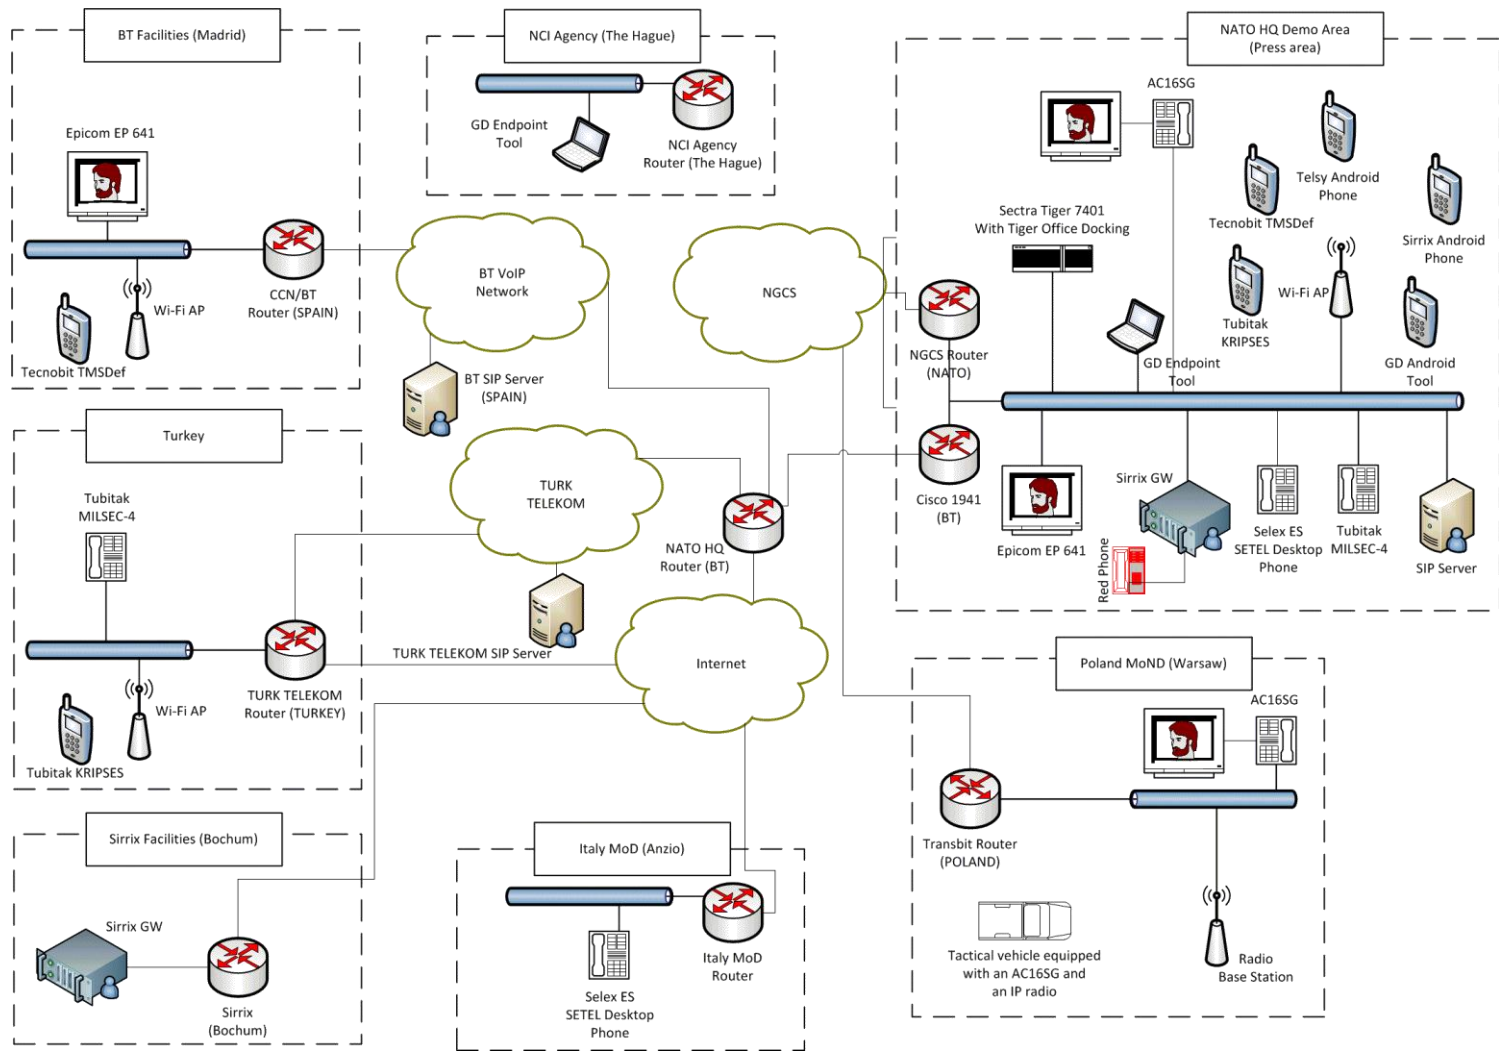 BT Facilities (Madrid)
Epicom EP 641
Wi-Fi AP
CCN/BT
Router (SPAIN)
Tecnobit TMSDef
NCI Agency (The Hague)
GD Endpoint
Tool
NCI Agency
Router (The Hague)
BT VoIP
Network
BT SIP Server
(SPAIN)
NGCS
NATO HQ Demo Area
(Press area)
AC16SG
Telsy Android
Phone
Tecnobit TMSDef
Sirrix Android
Phone
Sectra Tiger 7401
With Tiger Office Docking
Wi-Fi AP
Tubitak
KRIPSES
NGCS Router
(NATO)
GD Endpoint
Tool
GD Android
Tool
Cisco 1941
(BT)
Epicom EP 641
Sirrix GW
Red Phone
Selex ES
SETEL Desktop
Phone
Tubitak
MILSEC-4
SIP Server
Turkey
Tubitak
MILSEC-4
Wi-Fi AP
TURK TELEKOM
Router (TURKEY)
Tubitak KRIPSES
TURK
TELEKOM
NATO HQ
Router (BT)
TURK TELEKOM SIP Server
Internet
Poland MoND (Warsaw)
AC16SG
Transbit Router
(POLAND)
Tactical vehicle equipped
with an AC16SG and
an IP radio
Radio
Base Station
Sirrix Facilities (Bochum)
Sirrix GW
Sirrix
(Bochum)
Italy MoD (Anzio)
Italy MoD
Router
Selex ES
SETEL Desktop
Phone